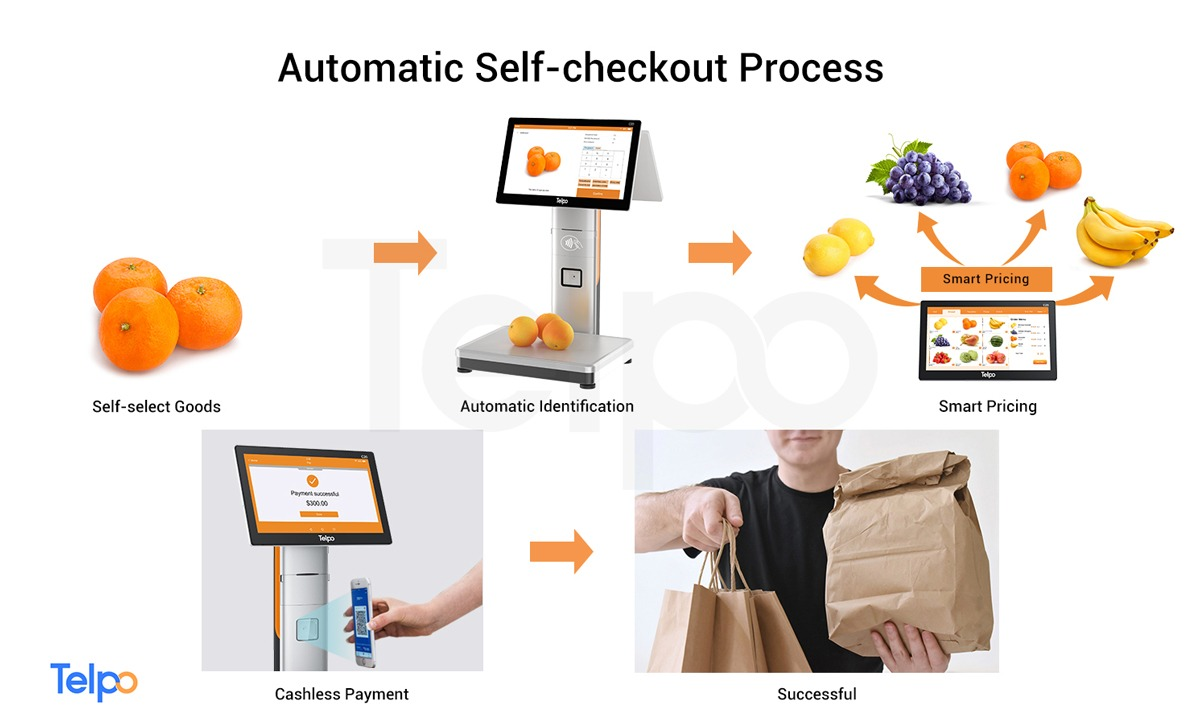 Automatic Self-checkout Process
Telpo
Smart Pricing
Telpo
Self-select Goods
Automatic Identification
Smart Pricing
Telpo
Payment successful
$300.00
Telpo
Telpo
Cashless Payment
Successful